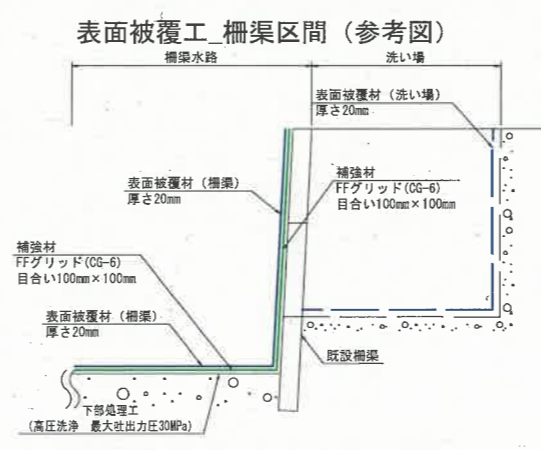 表面被覆工_柵渠区間（参考図）
柵渠水路
洗い場
表面被覆材（洗い場）
厚さ20mm
補強材
FFグリッド(CG-6)
目合い100mm×100mm
表面被覆材（柵渠）
厚さ20mm
補強材
FFグリッド(CG-6)
目合い100mm×100mm
表面被覆材（柵渠）
厚さ20mm
既設柵渠
下部処理工
(高圧洗浄　最大吐出力圧30MPa)